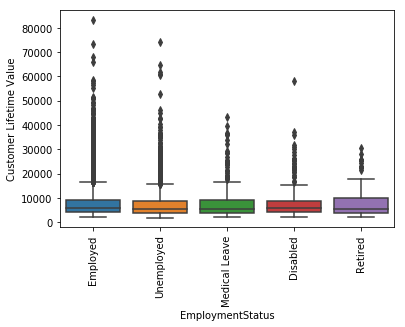 80000
70000
60000
50000
40000
30000
20000
10000
0
Customer Lifetime Value
Employed
Unemployed
Medical Leave
Disabled
Retired
EmploymentStatus